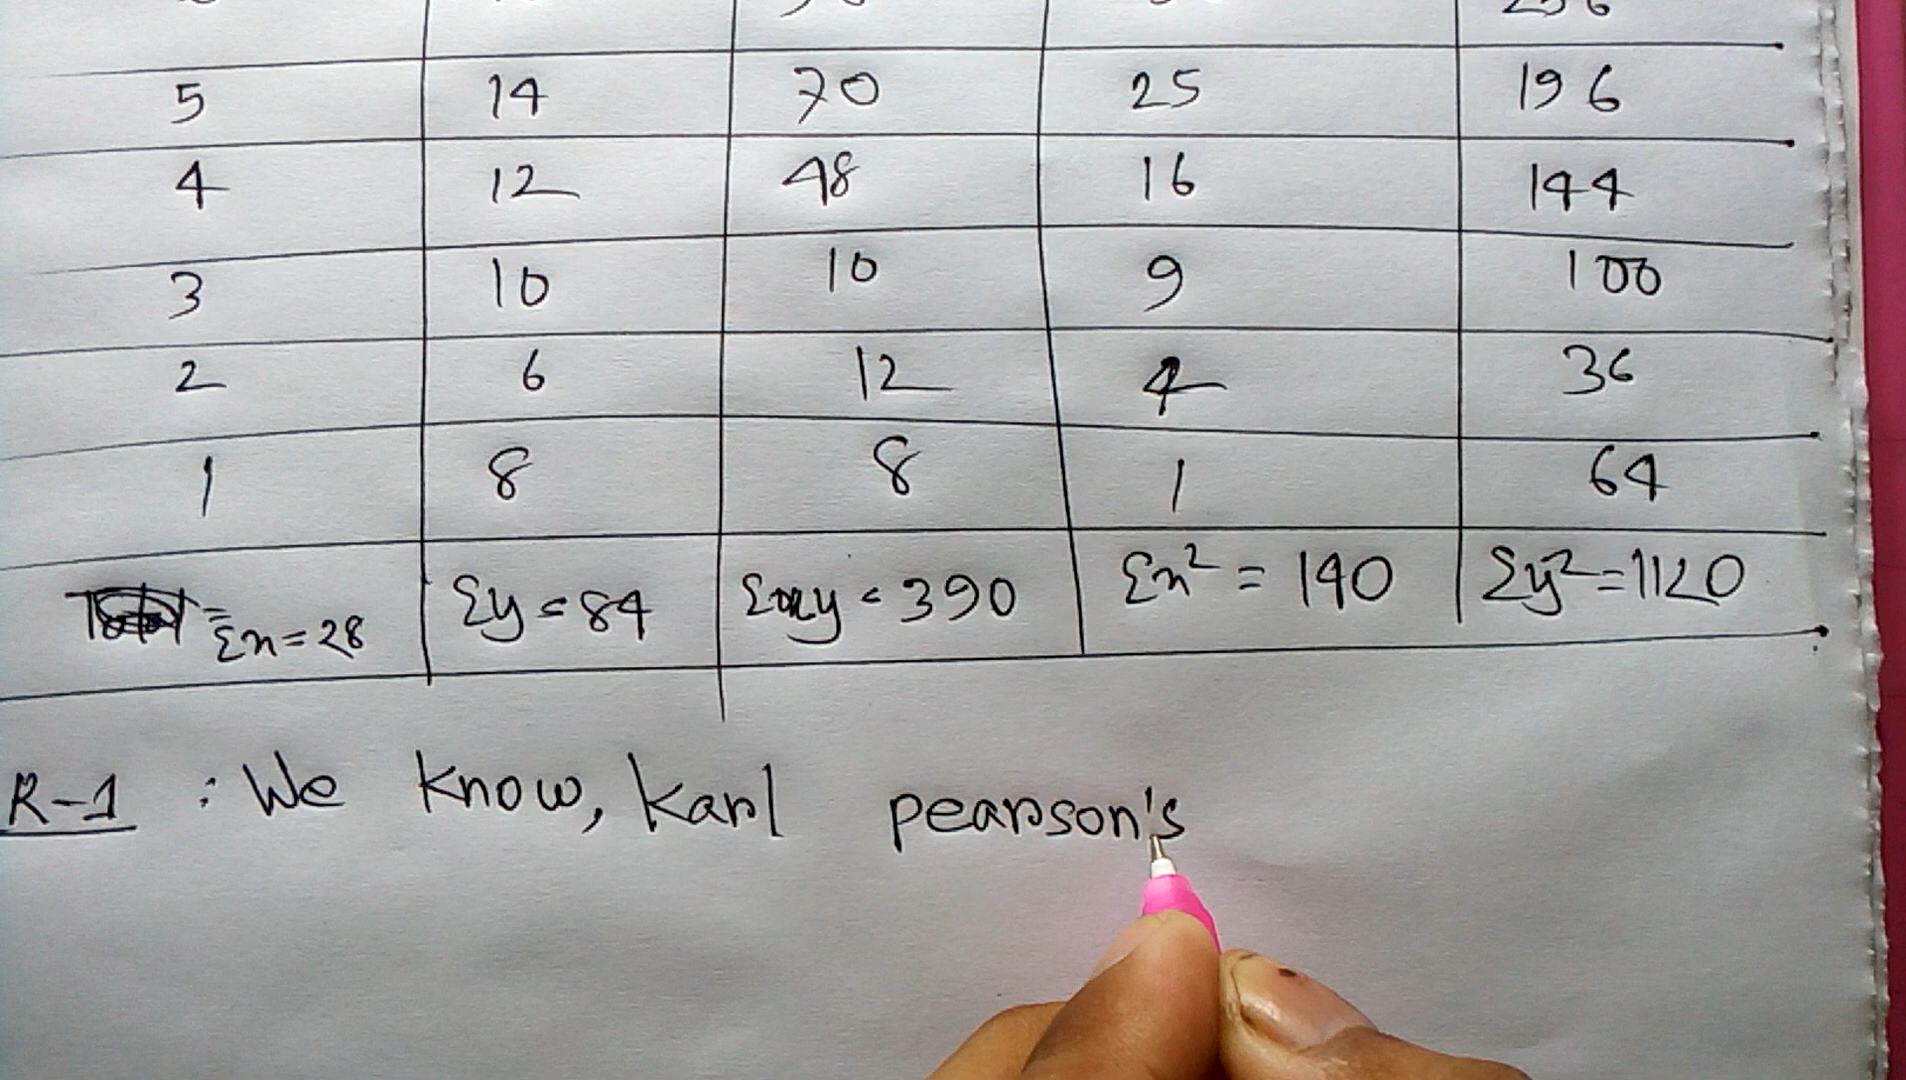 256
5 14 70 25 196
4 12 48 16 144
3 10 10 9 100
2 6 12 4 36
1 8 8 1 64
Σx=28 Σy=84 Σxy=390 Σx²=140 Σy²=1120
R-1 : We know, Karl pearson's